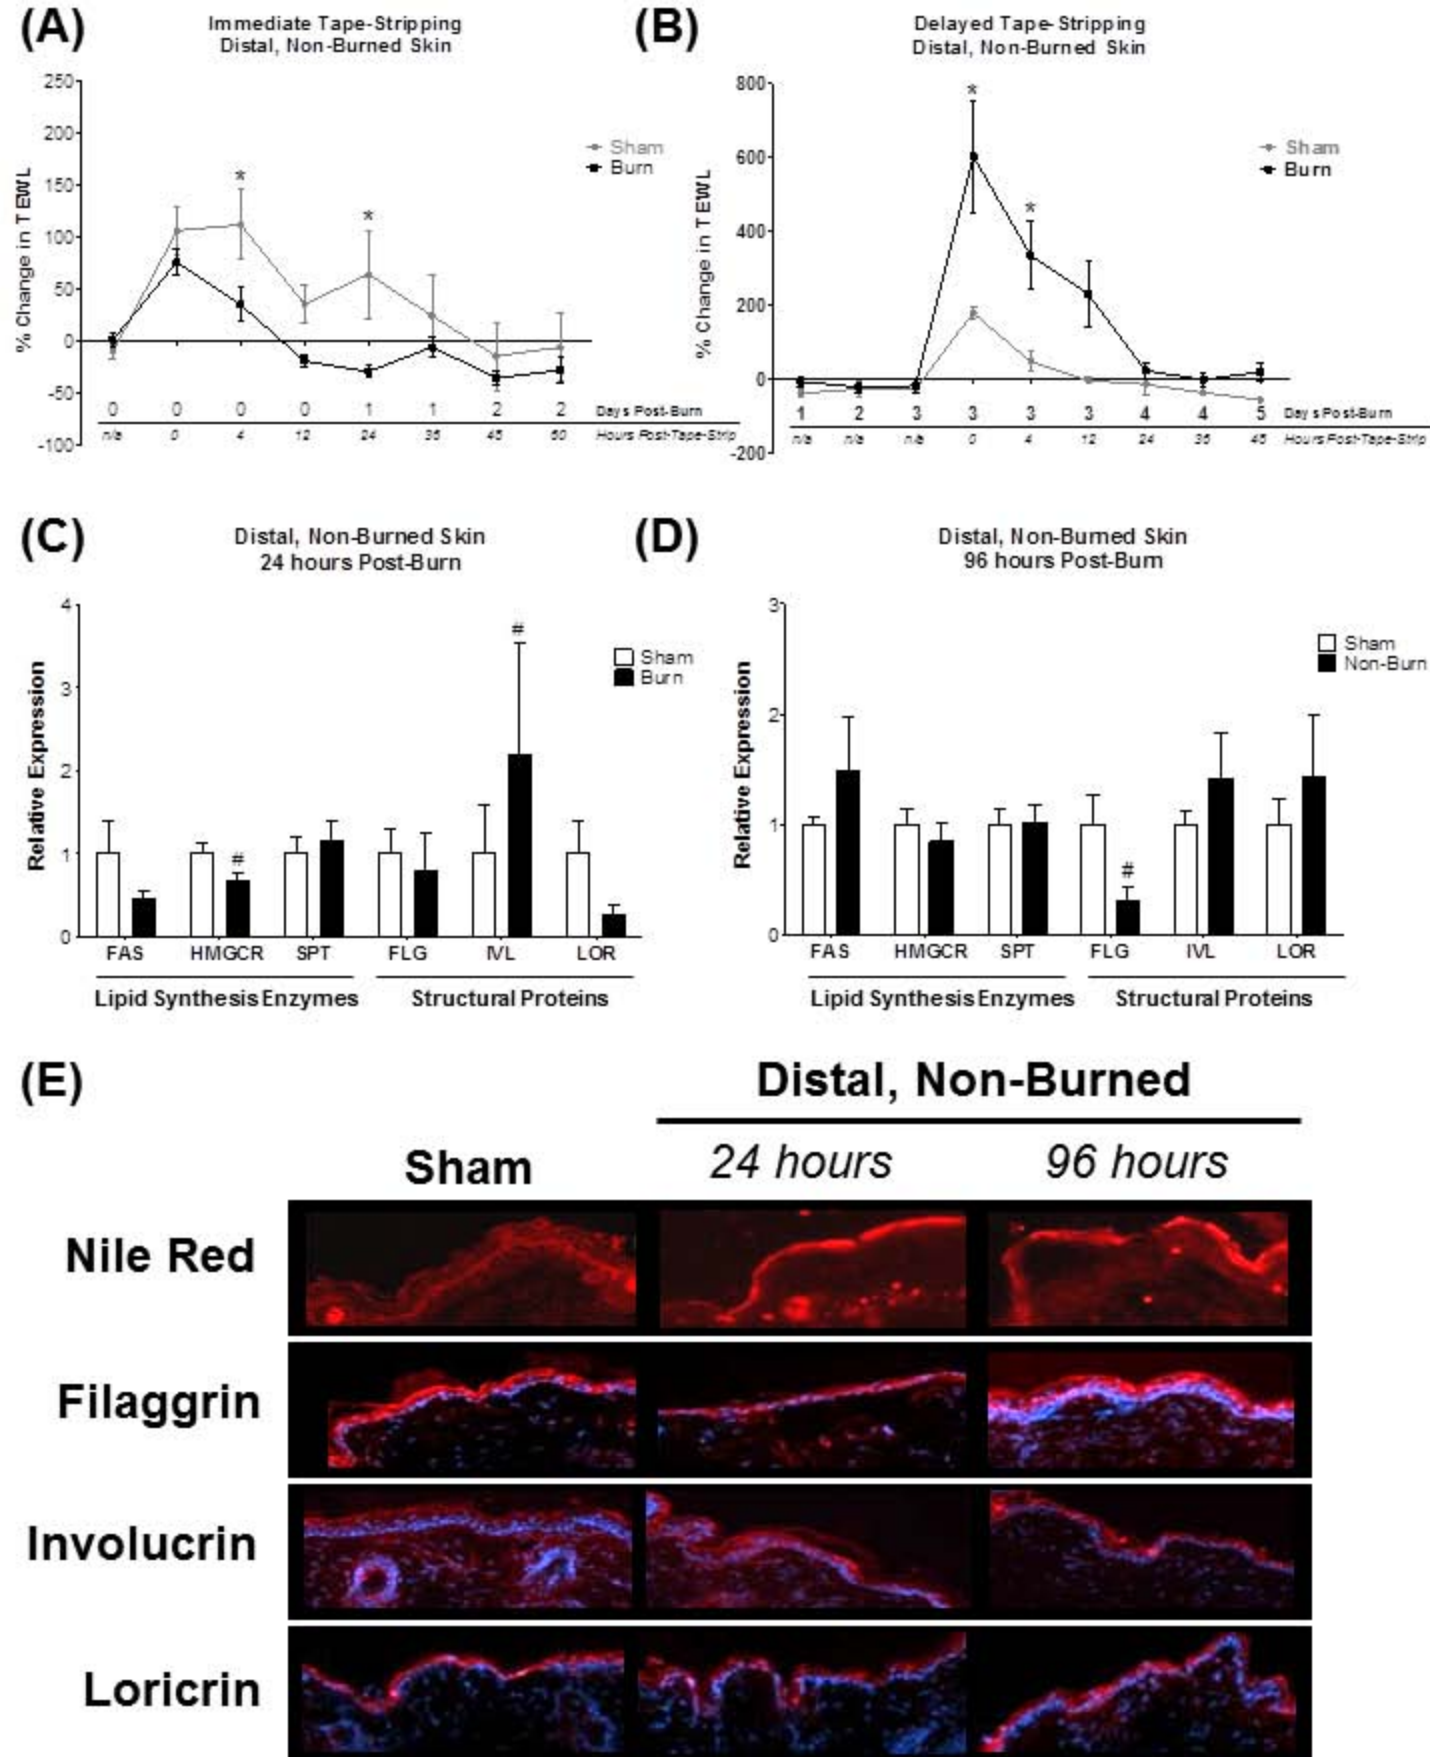 (A)
Immediate Tape-Stripping
Distal, Non-Burned Skin
% Change in TEWL
250
200
150
100
50
0
-50
-100
*
*
Sham
Burn
0 0 0 0 1 1 2 2 Days Post-Burn
n/a 0 4 12 24 36 48 60 Hours Post-Tape-Strip
(B)
Delayed Tape-Stripping
Distal, Non-Burned Skin
% Change in TEWL
800
600
400
200
0
-200
*
*
Sham
Burn
1 2 3 3 3 3 4 4 5 Days Post-Burn
n/a n/a n/a 0 4 12 24 36 48 Hours Post-Tape-Strip
(C)
Distal, Non-Burned Skin
24 hours Post-Burn
Relative Expression
4
3
2
1
0
#
#
Sham
Burn
FAS HMGCR SPT FLG IVL LOR
Lipid Synthesis Enzymes Structural Proteins
(D)
Distal, Non-Burned Skin
96 hours Post-Burn
Relative Expression
3
2
1
0
#
Sham
Non-Burn
FAS HMGCR SPT FLG IVL LOR
Lipid Synthesis Enzymes Structural Proteins
(E)
Distal, Non-Burned
Sham 24 hours 96 hours
Nile Red
Filaggrin
Involucrin
Loricrin